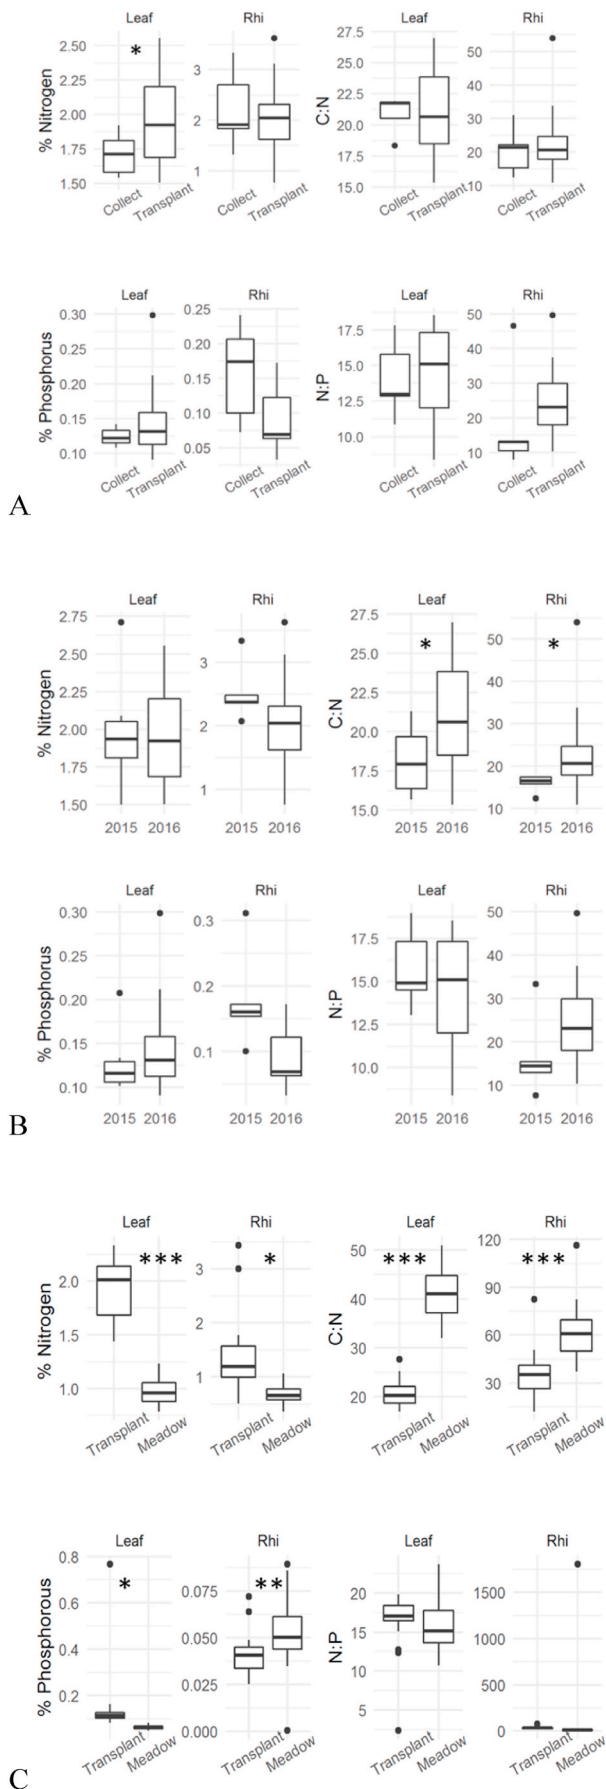 Leaf Rhi Leaf Rhi
% Nitrogen 2.50 2.25 2.00 1.75 1.50 * 3 2 1 C:N 27.5 25.0 22.5 20.0 17.5 15.0 50 40 30 20 10
Collect Transplant Collect Transplant Collect Transplant Collect Transplant
Leaf Rhi Leaf Rhi
% Phosphorus 0.30 0.25 0.20 0.15 0.10 0.25 0.20 0.15 0.10 0.05 N:P 17.5 15.0 12.5 10.0 50 40 30 20 10
Collect Transplant Collect Transplant Collect Transplant Collect Transplant
A
Leaf Rhi Leaf Rhi
% Nitrogen 2.75 2.50 2.25 2.00 1.75 1.50 3 2 1 C:N 27.5 25.0 22.5 20.0 17.5 15.0 * 50 40 30 20 10 *
2015 2016 2015 2016 2015 2016 2015 2016
Leaf Rhi Leaf Rhi
% Phosphorus 0.30 0.25 0.20 0.15 0.10 0.3 0.2 0.1 N:P 17.5 15.0 12.5 10.0 50 40 30 20 10
2015 2016 2015 2016 2015 2016 2015 2016
B
Leaf Rhi Leaf Rhi
% Nitrogen 2.0 1.5 1.0 *** 3 2 1 * C:N 50 40 30 20 *** 120 90 60 30 ***
Transplant Meadow Transplant Meadow Transplant Meadow Transplant Meadow
Leaf Rhi Leaf Rhi
% Phosphorous 0.8 0.6 0.4 0.2 * 0.075 0.050 0.025 0.000 ** N:P 20 15 10 5 1500 1000 500 0
Transplant Meadow Transplant Meadow Transplant Meadow Transplant Meadow
C